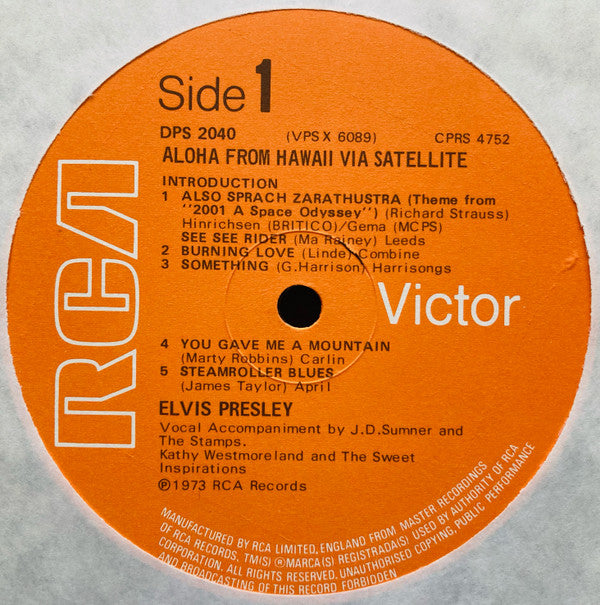 Side 1
DPS 2040 (VPSX 6089) CPRS 4752
ALOHA FROM HAWAII VIA SATELLITE
INTRODUCTION
1 ALSO SPRACH ZARATHUSTRA (Theme from
"2001 A Space Odyssey") (Richard Strauss)
Hinrichsen (BRITICO)/Gema (MCPS)
SEE SEE RIDER (Ma Rainey) Leeds
2 BURNING LOVE (Linde) Combine
3 SOMETHING (G.Harrison) Harrisongs
RCA
Victor
4 YOU GAVE ME A MOUNTAIN
(Marty Robbins) Carlin
5 STEAMROLLER BLUES
(James Taylor) April
ELVIS PRESLEY
Vocal Accompaniment by J.D.Sumner and
The Stamps.
Kathy Westmoreland and The Sweet
Inspirations
℗1973 RCA Records
MANUFACTURED BY RCA LIMITED, ENGLAND FROM MASTER RECORDINGS
OF RCA RECORDS. TM(S) ® MARCA(S) REGISTRADA(S) USED BY AUTHORITY OF RCA
CORPORATION. ALL RIGHTS RESERVED. UNAUTHORISED COPYING, PUBLIC PERFORMANCE
AND BROADCASTING OF THIS RECORD FORBIDDEN